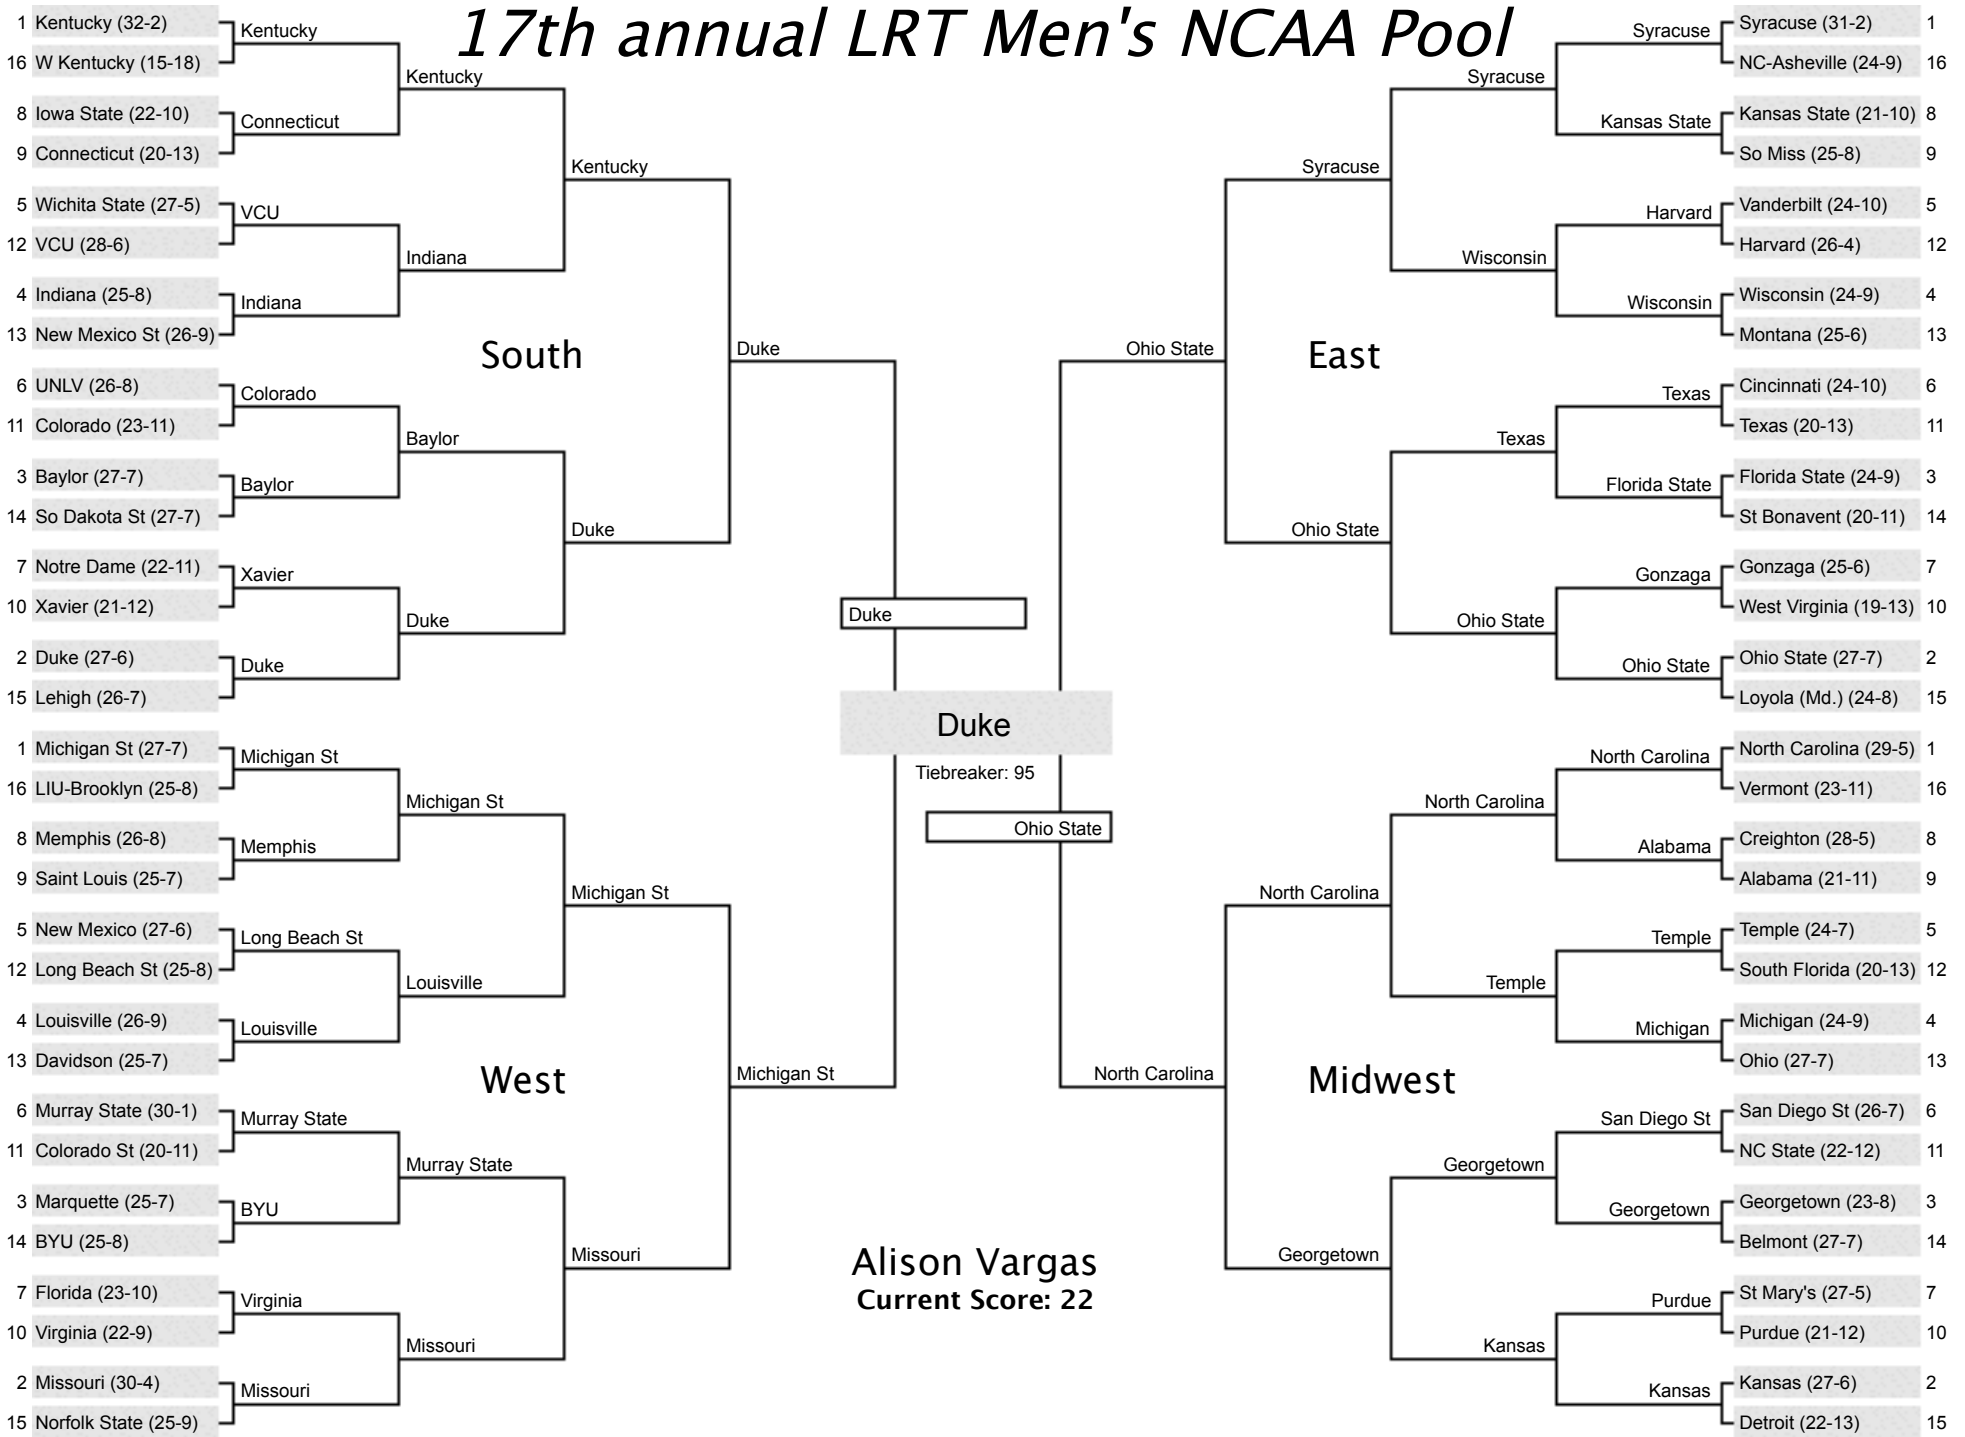 17th annual LRT Men's NCAA Pool
1 Kentucky (32-2)
Kentucky
16 W Kentucky (15-18)
Kentucky
8 Iowa State (22-10)
Connecticut
9 Connecticut (20-13)
Kentucky
5 Wichita State (27-5)
VCU
12 VCU (28-6)
Indiana
4 Indiana (25-8)
Indiana
13 New Mexico St (26-9)
South
Duke
6 UNLV (26-8)
Colorado
11 Colorado (23-11)
Baylor
3 Baylor (27-7)
Baylor
14 So Dakota St (27-7)
Duke
7 Notre Dame (22-11)
Xavier
10 Xavier (21-12)
Duke
2 Duke (27-6)
Duke
15 Lehigh (26-7)
1 Michigan St (27-7)
Michigan St
16 LIU-Brooklyn (25-8)
Michigan St
8 Memphis (26-8)
Memphis
9 Saint Louis (25-7)
Michigan St
5 New Mexico (27-6)
Long Beach St
12 Long Beach St (25-8)
Louisville
4 Louisville (26-9)
Louisville
13 Davidson (25-7)
West
Michigan St
6 Murray State (30-1)
Murray State
11 Colorado St (20-11)
Murray State
3 Marquette (25-7)
BYU
14 BYU (25-8)
Missouri
7 Florida (23-10)
Virginia
10 Virginia (22-9)
Missouri
2 Missouri (30-4)
Missouri
15 Norfolk State (25-9)
Duke
Duke
Tiebreaker: 95
Ohio State
Alison Vargas
Current Score: 22
Syracuse (31-2) 1
Syracuse
NC-Asheville (24-9) 16
Syracuse
Kansas State (21-10) 8
Kansas State
So Miss (25-8) 9
Syracuse
Vanderbilt (24-10) 5
Harvard
Harvard (26-4) 12
Wisconsin
Wisconsin (24-9) 4
Wisconsin
Montana (25-6) 13
Ohio State
East
Cincinnati (24-10) 6
Texas
Texas (20-13) 11
Texas
Florida State (24-9) 3
Florida State
St Bonavent (20-11) 14
Ohio State
Gonzaga (25-6) 7
Gonzaga
West Virginia (19-13) 10
Ohio State
Ohio State (27-7) 2
Ohio State
Loyola (Md.) (24-8) 15
North Carolina (29-5) 1
North Carolina
Vermont (23-11) 16
North Carolina
Creighton (28-5) 8
Alabama
Alabama (21-11) 9
North Carolina
Temple (24-7) 5
Temple
South Florida (20-13) 12
Temple
Michigan (24-9) 4
Michigan
Ohio (27-7) 13
North Carolina
Midwest
San Diego St (26-7) 6
San Diego St
NC State (22-12) 11
Georgetown
Georgetown (23-8) 3
Georgetown
Belmont (27-7) 14
Georgetown
St Mary's (27-5) 7
Purdue
Purdue (21-12) 10
Kansas
Kansas (27-6) 2
Kansas
Detroit (22-13) 15